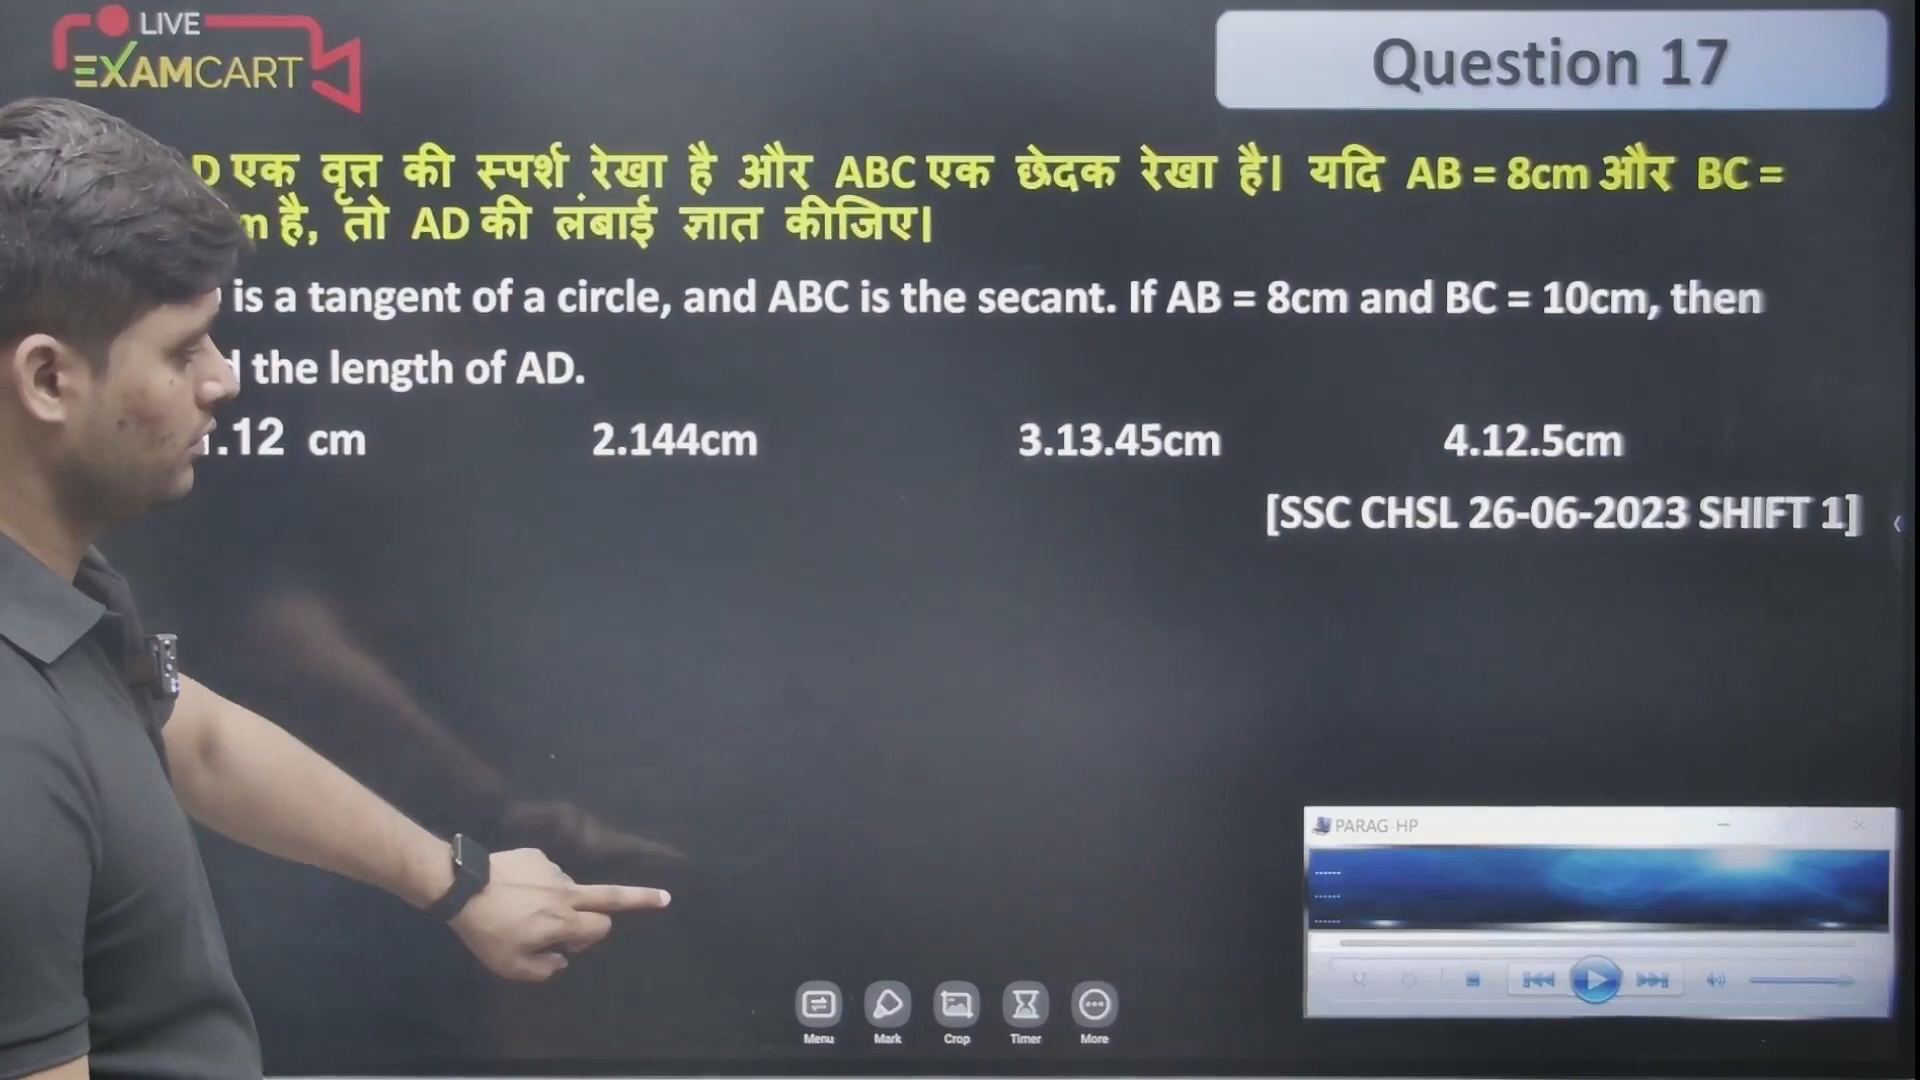 LIVE
EXAMCART
Question 17
एक वृत्त की स्पर्श रेखा है और ABC एक छेदक रेखा है। यदि AB = 8cm और BC =
है, तो AD की लंबाई ज्ञात कीजिए।
is a tangent of a circle, and ABC is the secant. If AB = 8cm and BC = 10cm, then
the length of AD.
1.12 cm 2.144cm 3.13.45cm 4.12.5cm
[SSC CHSL 26-06-2023 SHIFT 1]
PARAG-HP
Menu Mark Crop Timer More